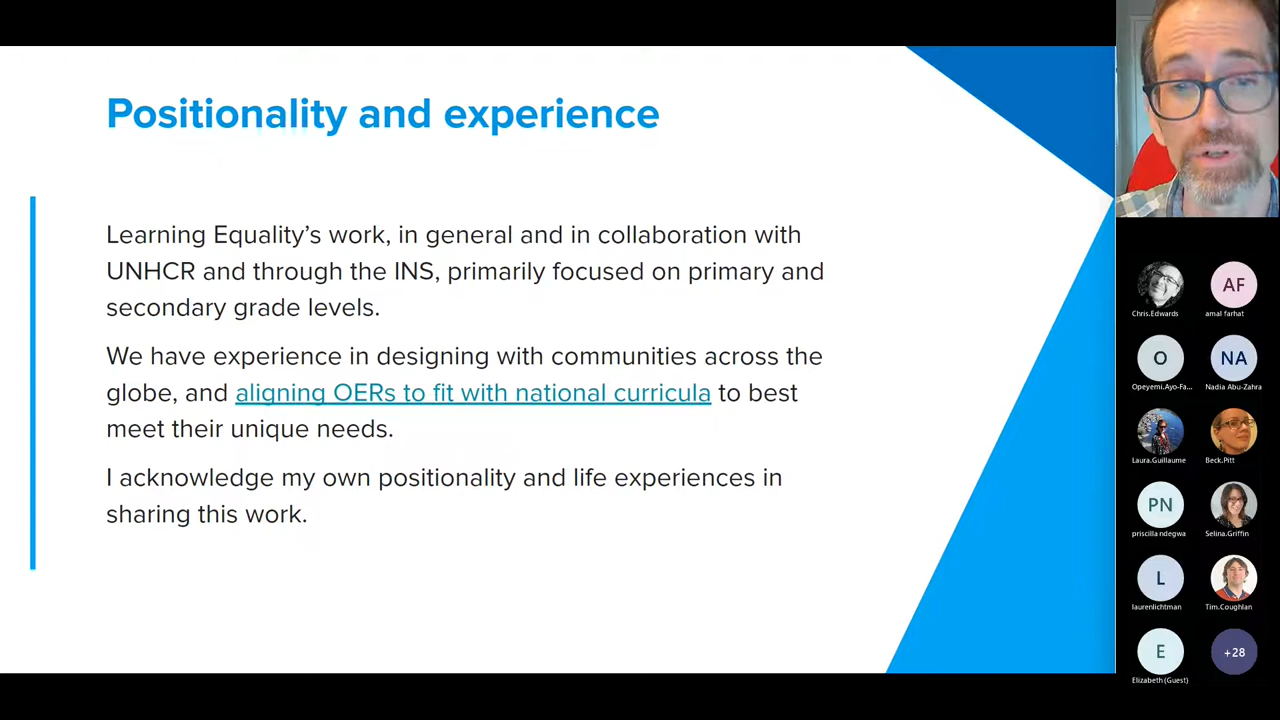 Positionality and experience
Learning Equality’s work, in general and in collaboration with
UNHCR and through the INS, primarily focused on primary and
secondary grade levels.
We have experience in designing with communities across the
globe, and aligning OERs to fit with national curricula to best
meet their unique needs.
I acknowledge my own positionality and life experiences in
sharing this work.
Chris.Edwards
AF
amal farhat
O
Opeyemi.Ayo-Fa...
NA
Nadia Abu-Zahra
Laura.Guillaume
Beck.Pitt
PN
priscilla ndegwa
Selina.Griffin
L
laurenlichtman
Tim.Coughlan
E
Elizabeth (Guest)
+28